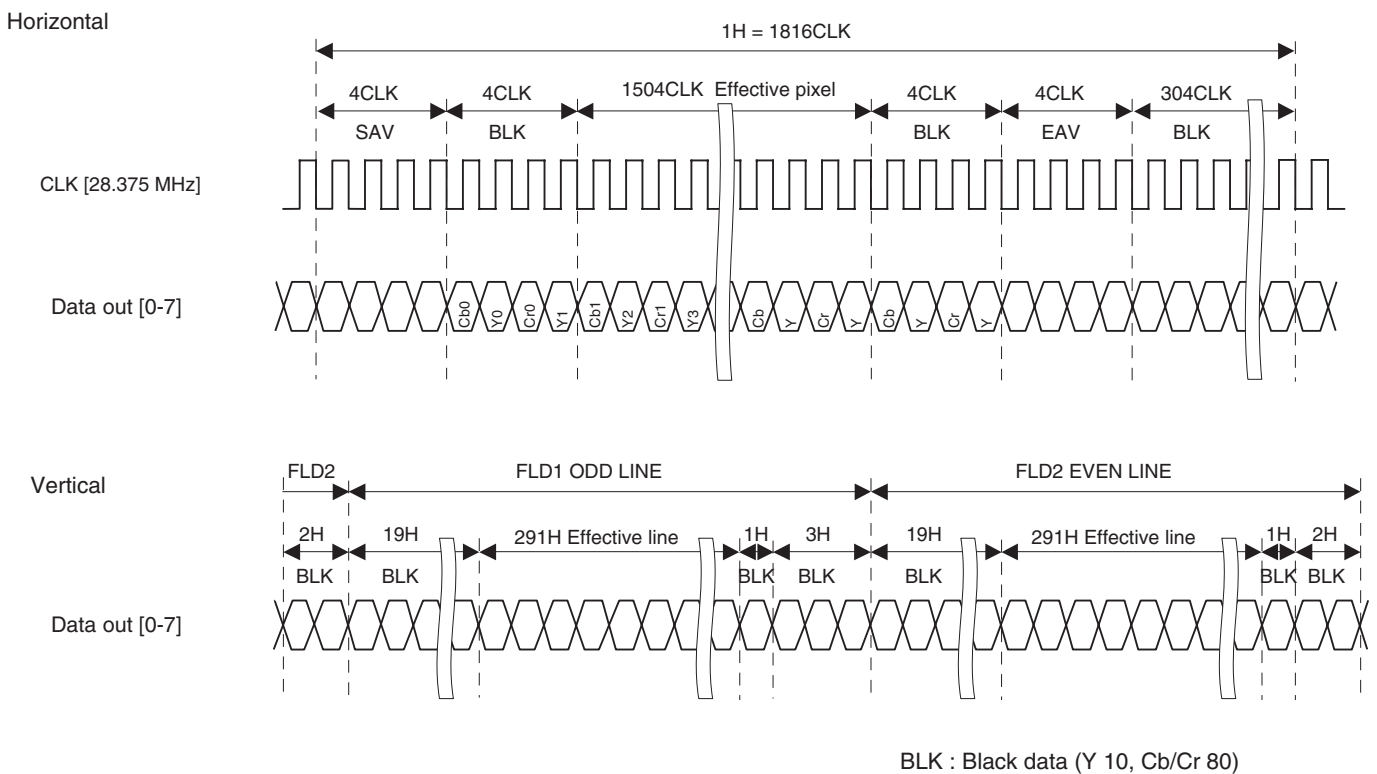 Horizontal
1H = 1816CLK
4CLK 4CLK 1504CLK Effective pixel 4CLK 4CLK 304CLK
SAV BLK BLK EAV BLK
CLK [28.375 MHz]
Data out [0-7]
Cb0 Y0 Cr0 Y1 Cb1 Y2 Cr1 Y3 Cb Y Cr Y Cb Y Cr Y
Vertical
FLD2 FLD1 ODD LINE FLD2 EVEN LINE
2H 19H 291H Effective line 1H 3H 19H 291H Effective line 1H 2H
BLK BLK BLK BLK BLK BLK BLK
Data out [0-7]
BLK : Black data (Y 10, Cb/Cr 80)